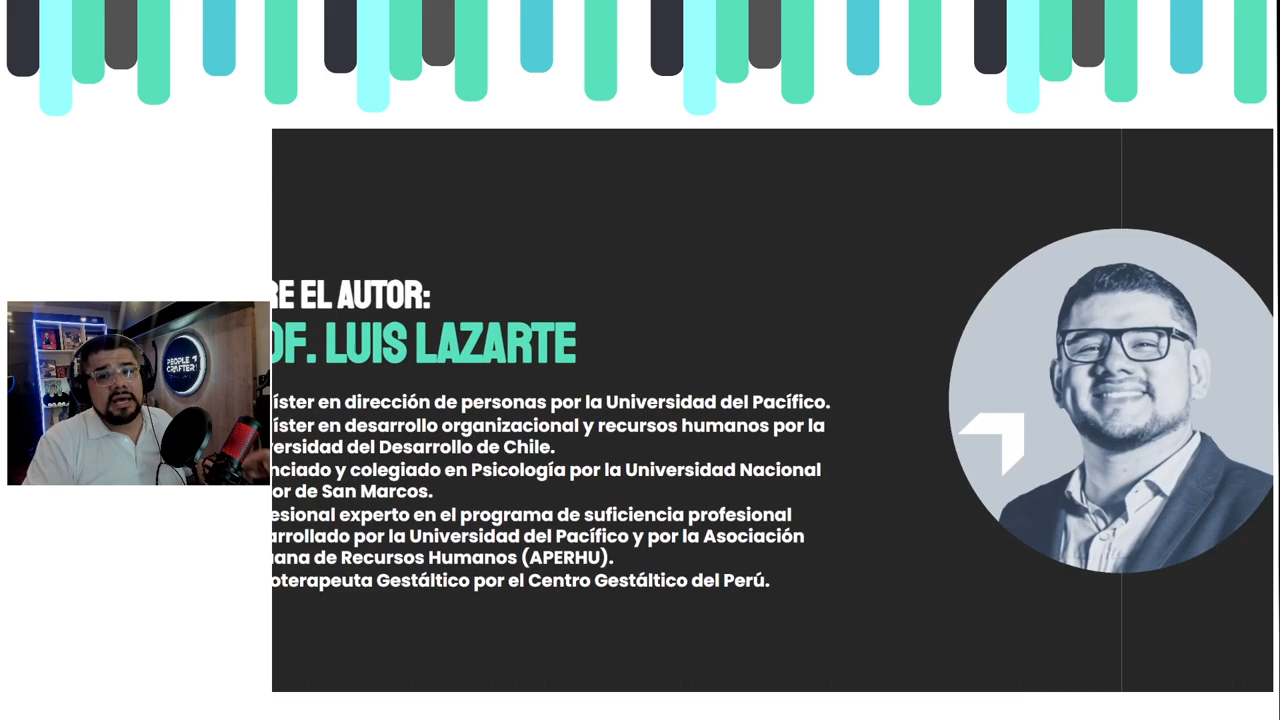 RE EL AUTOR:
OF. LUIS LAZARTE
íster en dirección de personas por la Universidad del Pacífico.
íster en desarrollo organizacional y recursos humanos por la
ersidad del Desarrollo de Chile.
nciado y colegiado en Psicología por la Universidad Nacional
or de San Marcos.
esional experto en el programa de suficiencia profesional
arrollado por la Universidad del Pacífico y por la Asociación
uana de Recursos Humanos (APERHU).
oterapeuta Gestáltico por el Centro Gestáltico del Perú.
PEOPLE
CRAFTER